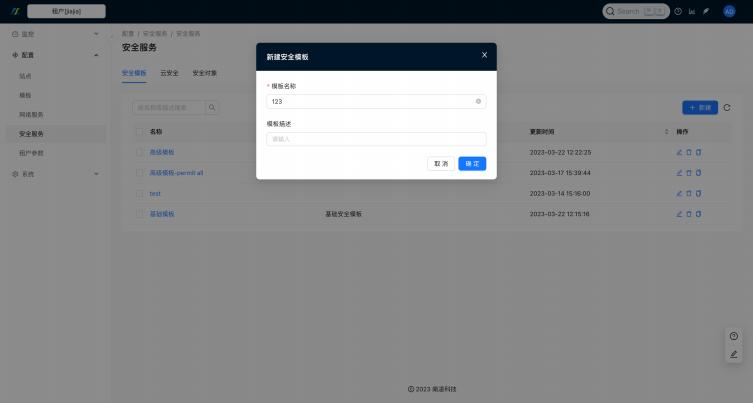 租户[jiajia]
Search
AD
监控
配置
站点
模板
网络服务
安全服务
租户参数
系统
配置 / 安全服务 / 安全服务
安全服务
安全模板 云安全 安全对象
新建安全模板
* 模板名称
123
模板描述
请输入
取消 确定
+ 新建
名称 更新时间 操作
高级模板 2023-03-22 12:22:25
高级模板-permit all 2023-03-17 15:39:44
test 2023-03-14 15:16:00
基础模板 基础安全模板 2023-03-22 12:15:16